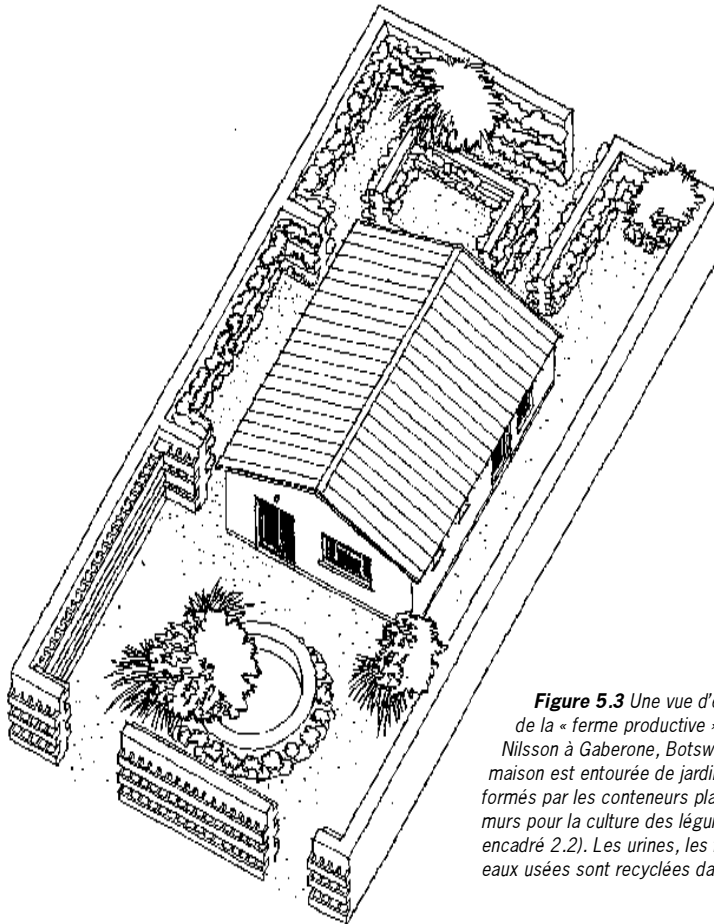 Figure 5.3 Une vue d'
de la « ferme productive »
Nilsson à Gaberone, Botsw
maison est entourée de jardi
formés par les conteneurs pla
murs pour la culture des légu
encadré 2.2). Les urines, les
eaux usées sont recyclées da